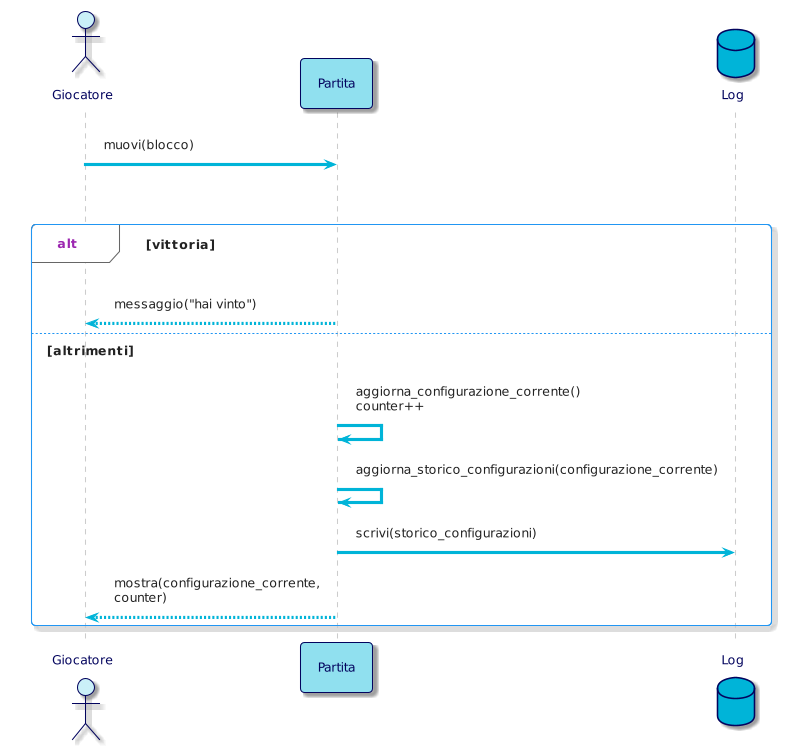 Giocatore
Partita
Log
muovi(blocco)
alt
[vittoria]
messaggio("hai vinto")
[altrimenti]
aggiorna_configurazione_corrente()
counter++
aggiorna_storico_configurazioni(configurazione_corrente)
scrivi(storico_configurazioni)
mostra(configurazione_corrente,
counter)
Giocatore
Partita
Log